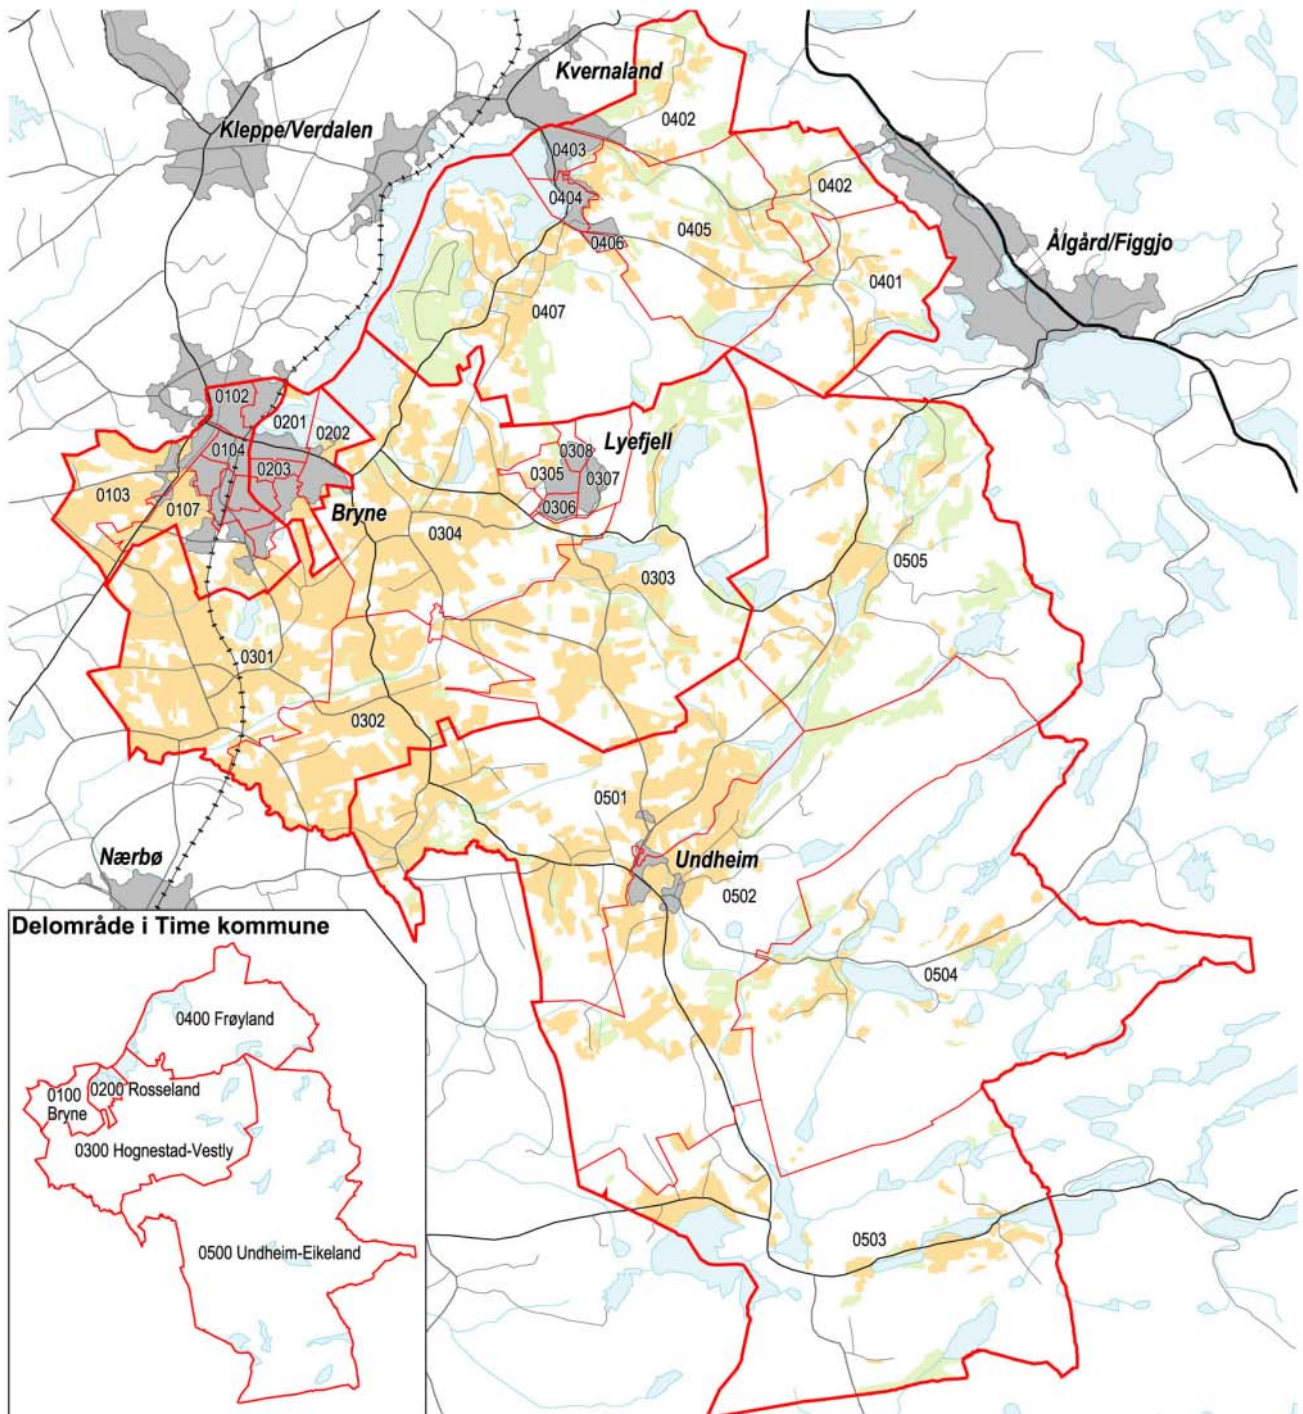 Kvernaland
Kleppe/Verdalen
0402
0403
0402
0404
0405
0406
Ålgård/Figgjo
0401
0407
0102
0201
0202
Lyefjell
0104
0308
0203
0305
0307
0103
0306
0107
Bryne
0304
0505
0303
0301
0302
0501
Nærbø
Undheim
0502
0504
0503
Delområde i Time kommune
0400 Frøyland
0100
Bryne
0200 Rosseland
0300 Hognestad-Vestly
0500 Undheim-Eikeland